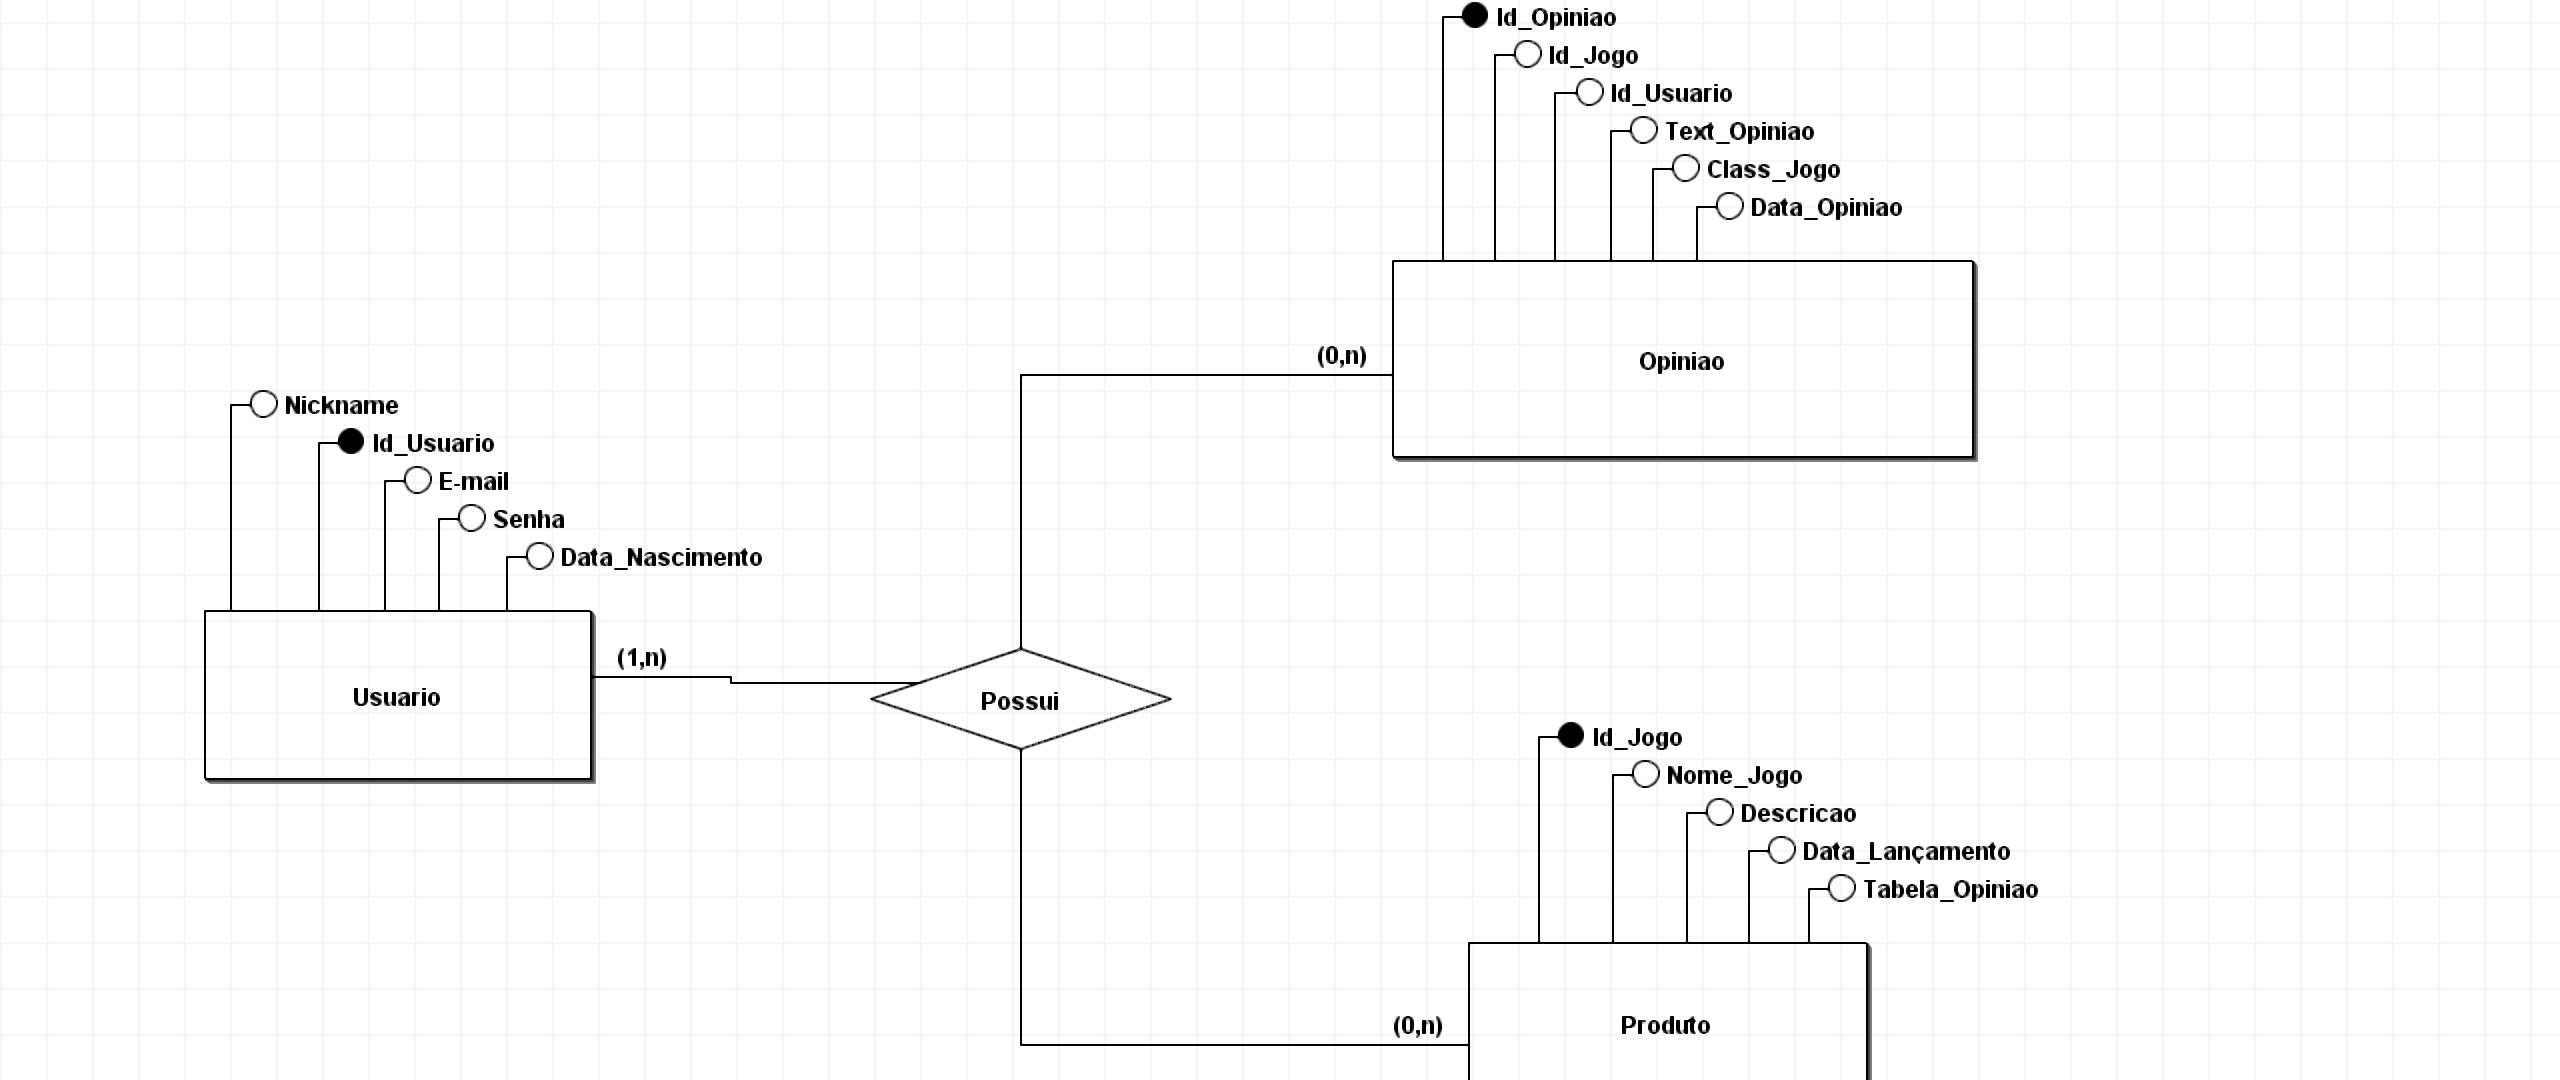 Id_Opiniao
Id_Jogo
Id_Usuario
Text_Opiniao
Class_Jogo
Data_Opiniao
(0,n)
Opiniao
Nickname
Id_Usuario
E-mail
Senha
Data_Nascimento
(1,n)
Usuario
Possui
Id_Jogo
Nome_Jogo
Descricao
Data_Lançamento
Tabela_Opiniao
(0,n)
Produto